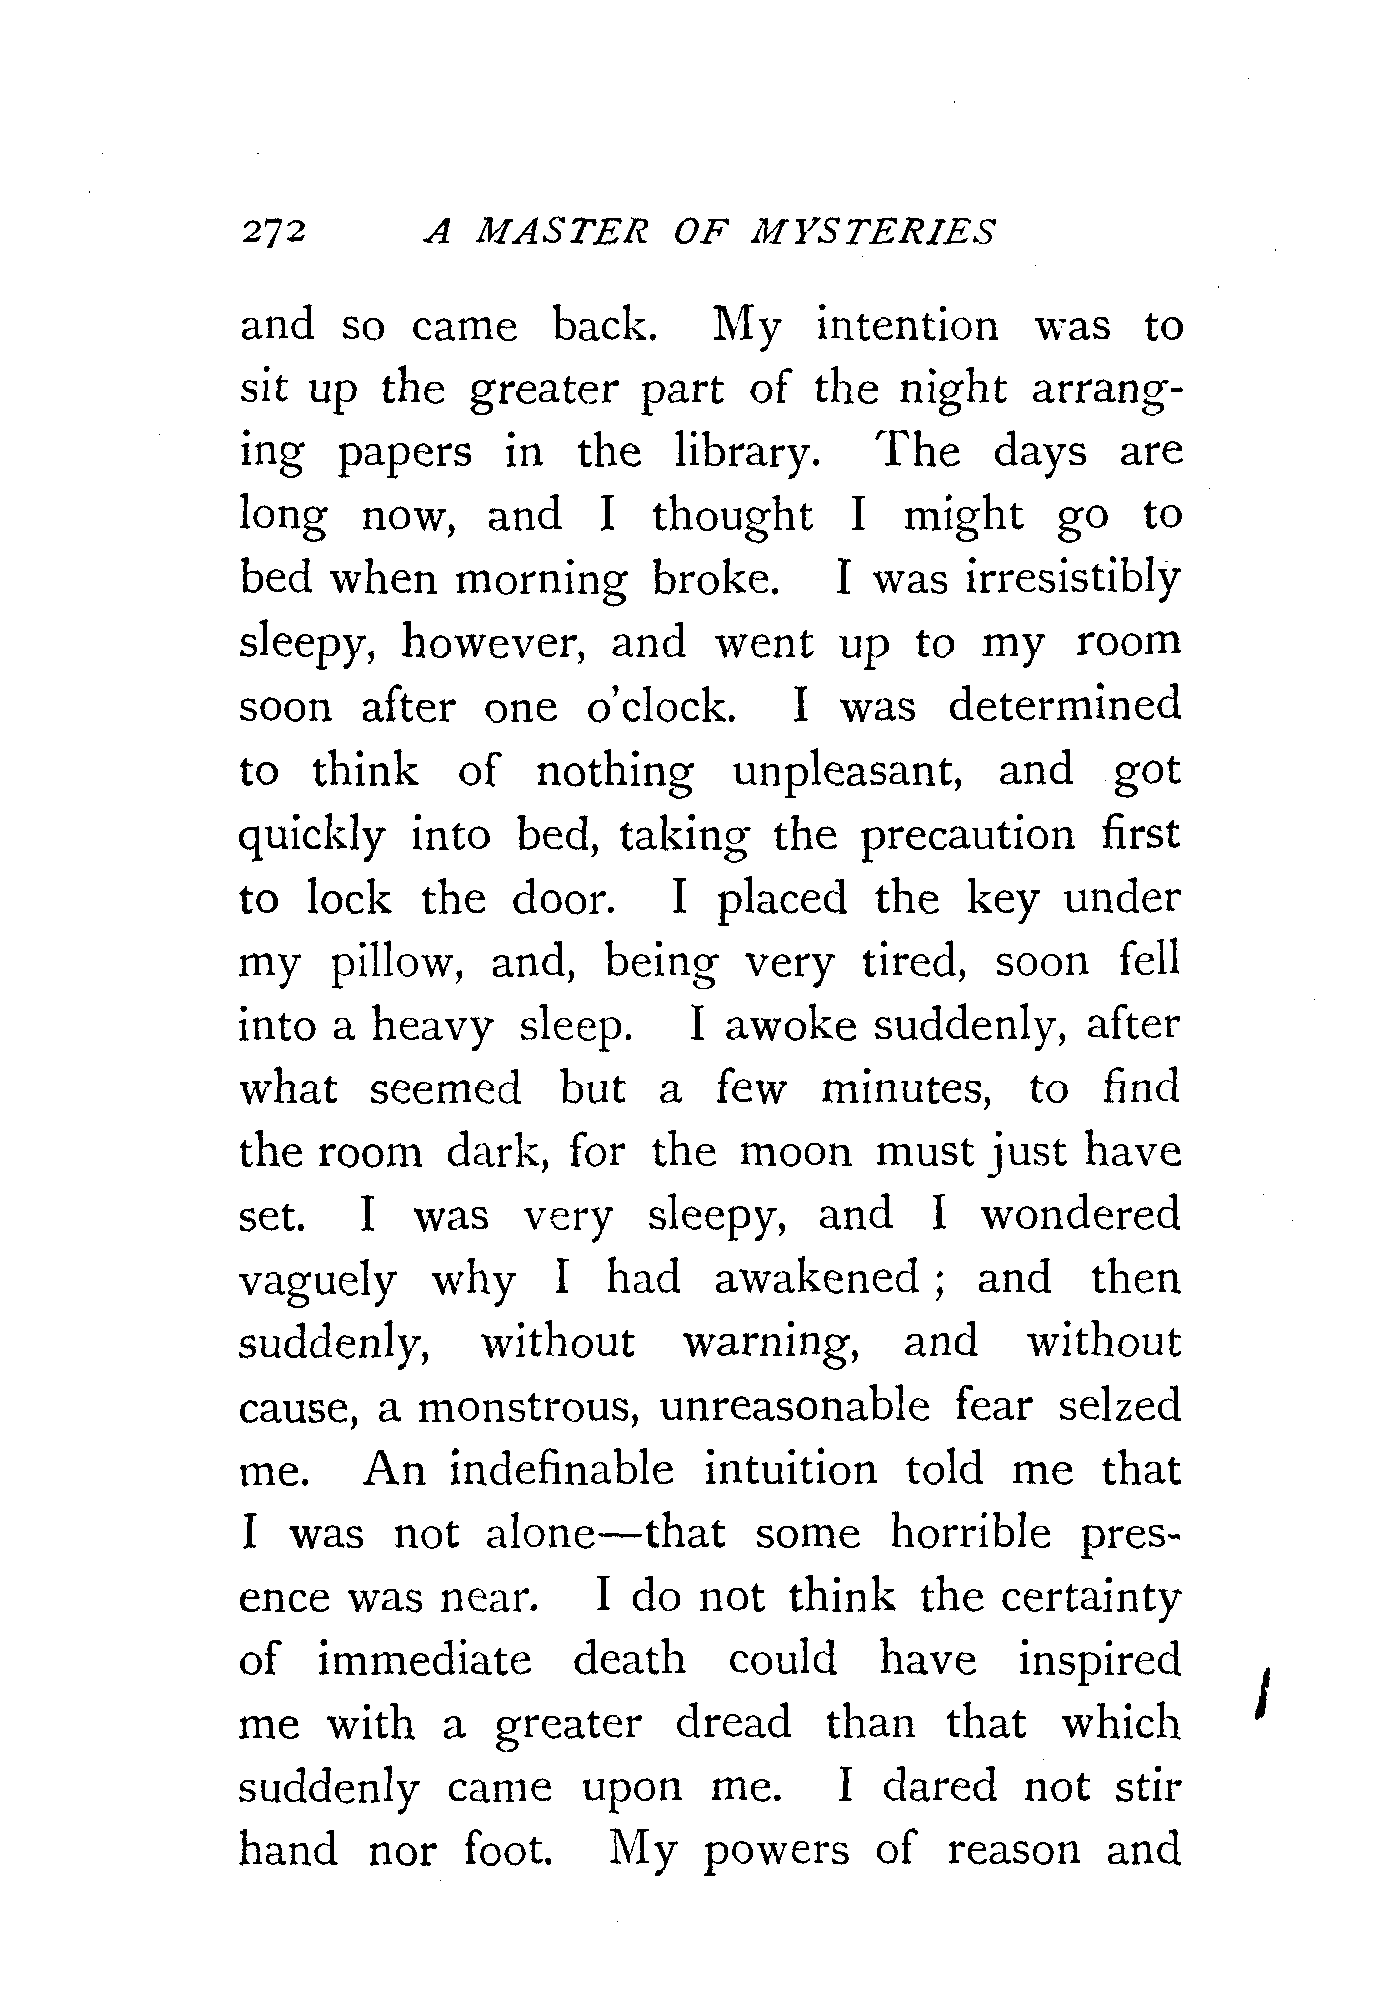 272 A MASTER OF MYSTERIES
and so came back. My intention was to
sit up the greater part of the night arrang-
ing papers in the library. The days are
long now, and I thought I might go to
bed when morning broke. I was irresistibly
sleepy, however, and went up to my room
soon after one o'clock. I was determined
to think of nothing unpleasant, and got
quickly into bed, taking the precaution first
to lock the door. I placed the key under
my pillow, and, being very tired, soon fell
into a heavy sleep. I awoke suddenly, after
what seemed but a few minutes, to find
the room dark, for the moon must just have
set. I was very sleepy, and I wondered
vaguely why I had awakened ; and then
suddenly, without warning, and without
cause, a monstrous, unreasonable fear seized
me. An indefinable intuition told me that
I was not alone—that some horrible pres-
ence was near. I do not think the certainty
of immediate death could have inspired
me with a greater dread than that which
suddenly came upon me. I dared not stir
hand nor foot. My powers of reason and